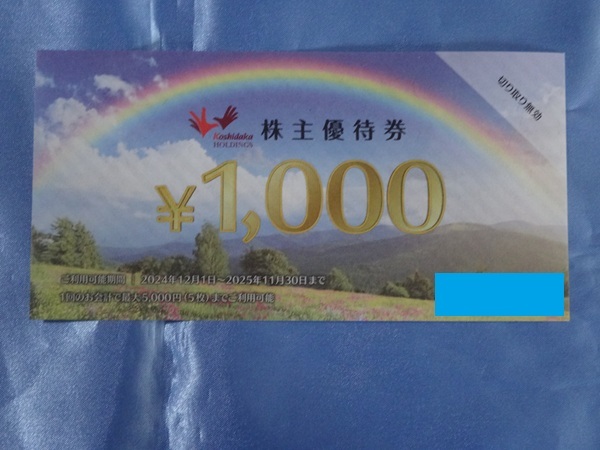 切り取り無効
Koshidaka
HOLDINGS
株主優待券
¥1,000
ご利用可能期間 2024年12月1日～2025年11月30日まで
1回のお会計で最大5,000円(5枚)までご利用可能